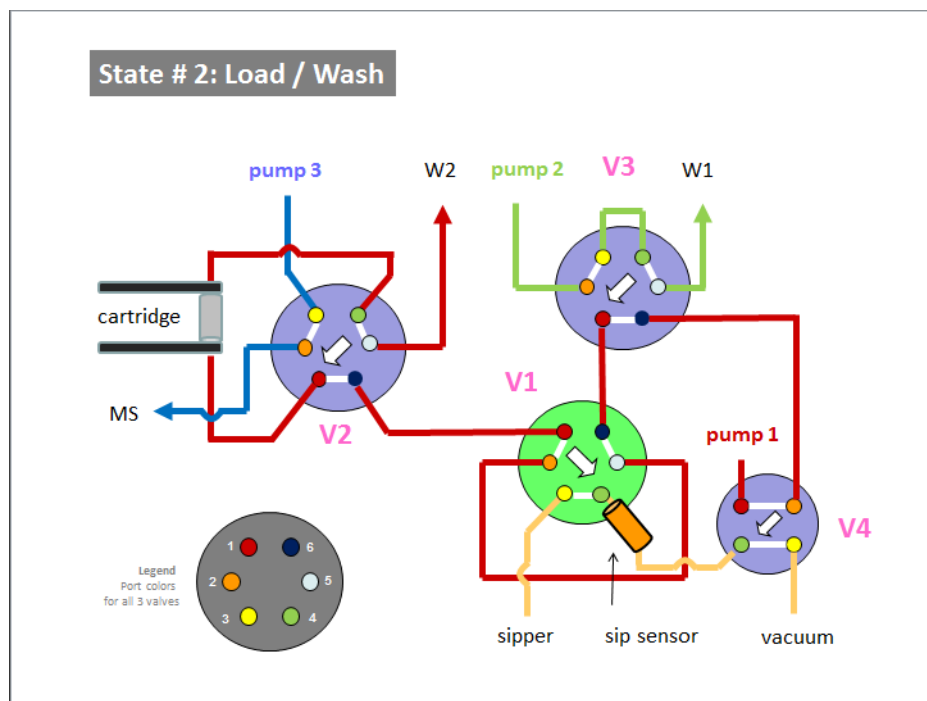 State # 2: Load / Wash
pump 3
W2
pump 2
V3
W1
cartridge
MS
V2
V1
pump 1
V4
Legend
Port colors
for all 3 valves
1
6
2
5
3
4
sipper
sip sensor
vacuum